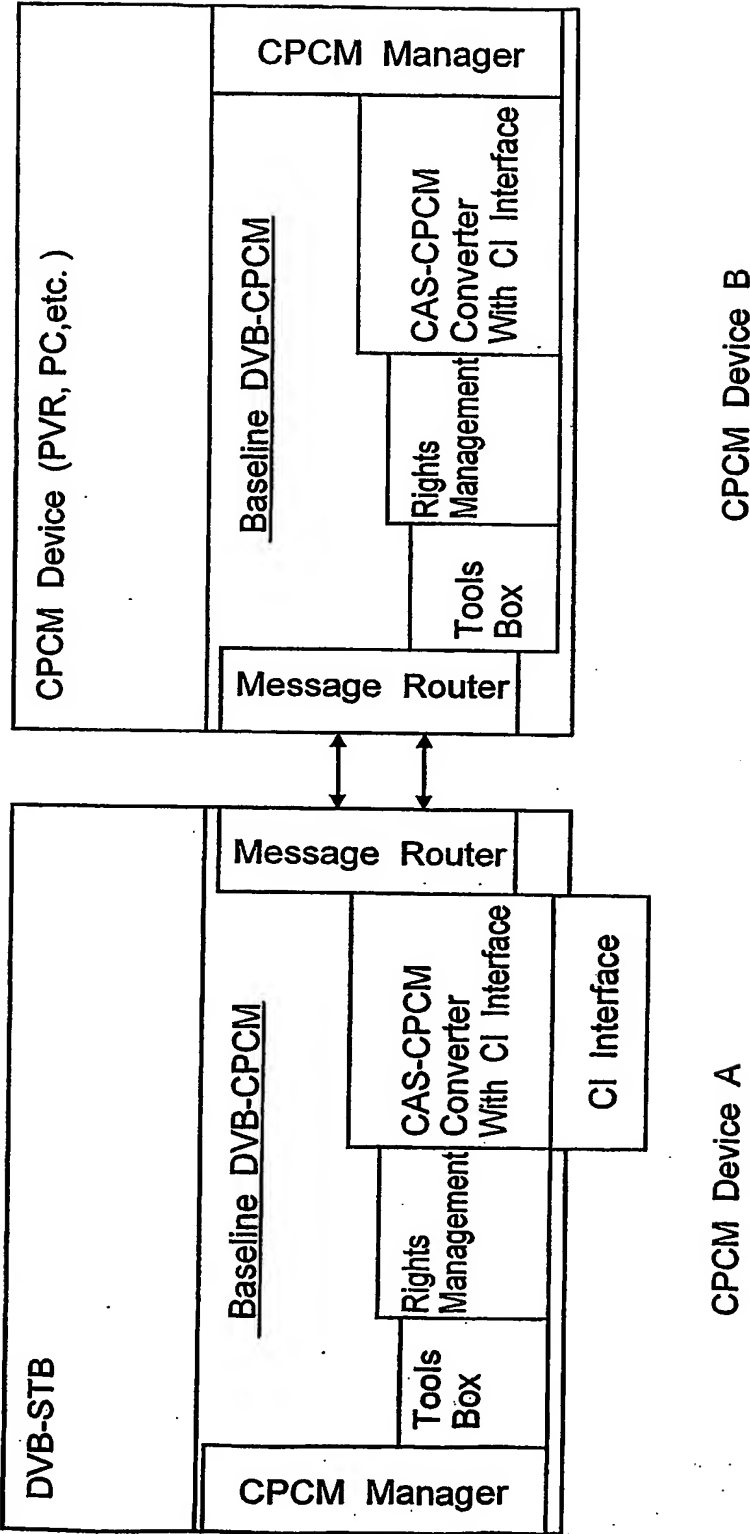 DVB-STB
Baseline DVB-CPCM
CPCM Manager
Tools
Box
Rights
Management
CAS-CPCM
Converter
With CI Interface
Message Router
CI Interface
CPCM Device A
CPCM Device (PVR, PC,etc. )
Baseline DVB-CPCM
Message Router
Tools
Box
Rights
Management
CAS-CPCM
Converter
With CI Interface
CPCM Manager
CPCM Device B